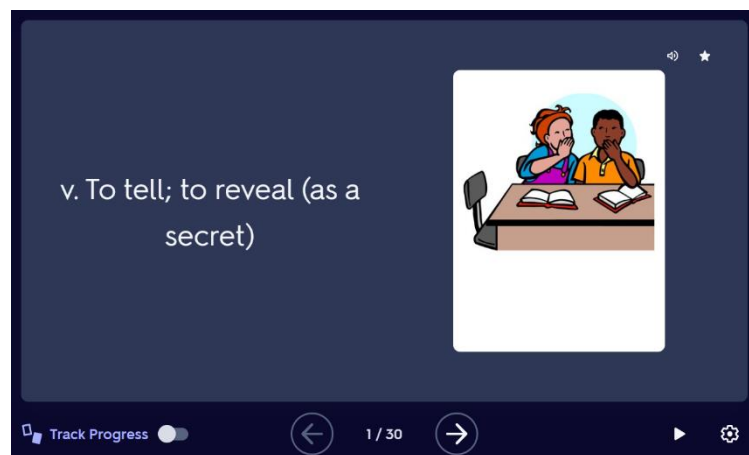 v. To tell; to reveal (as a
secret)
Track Progress
1 / 30